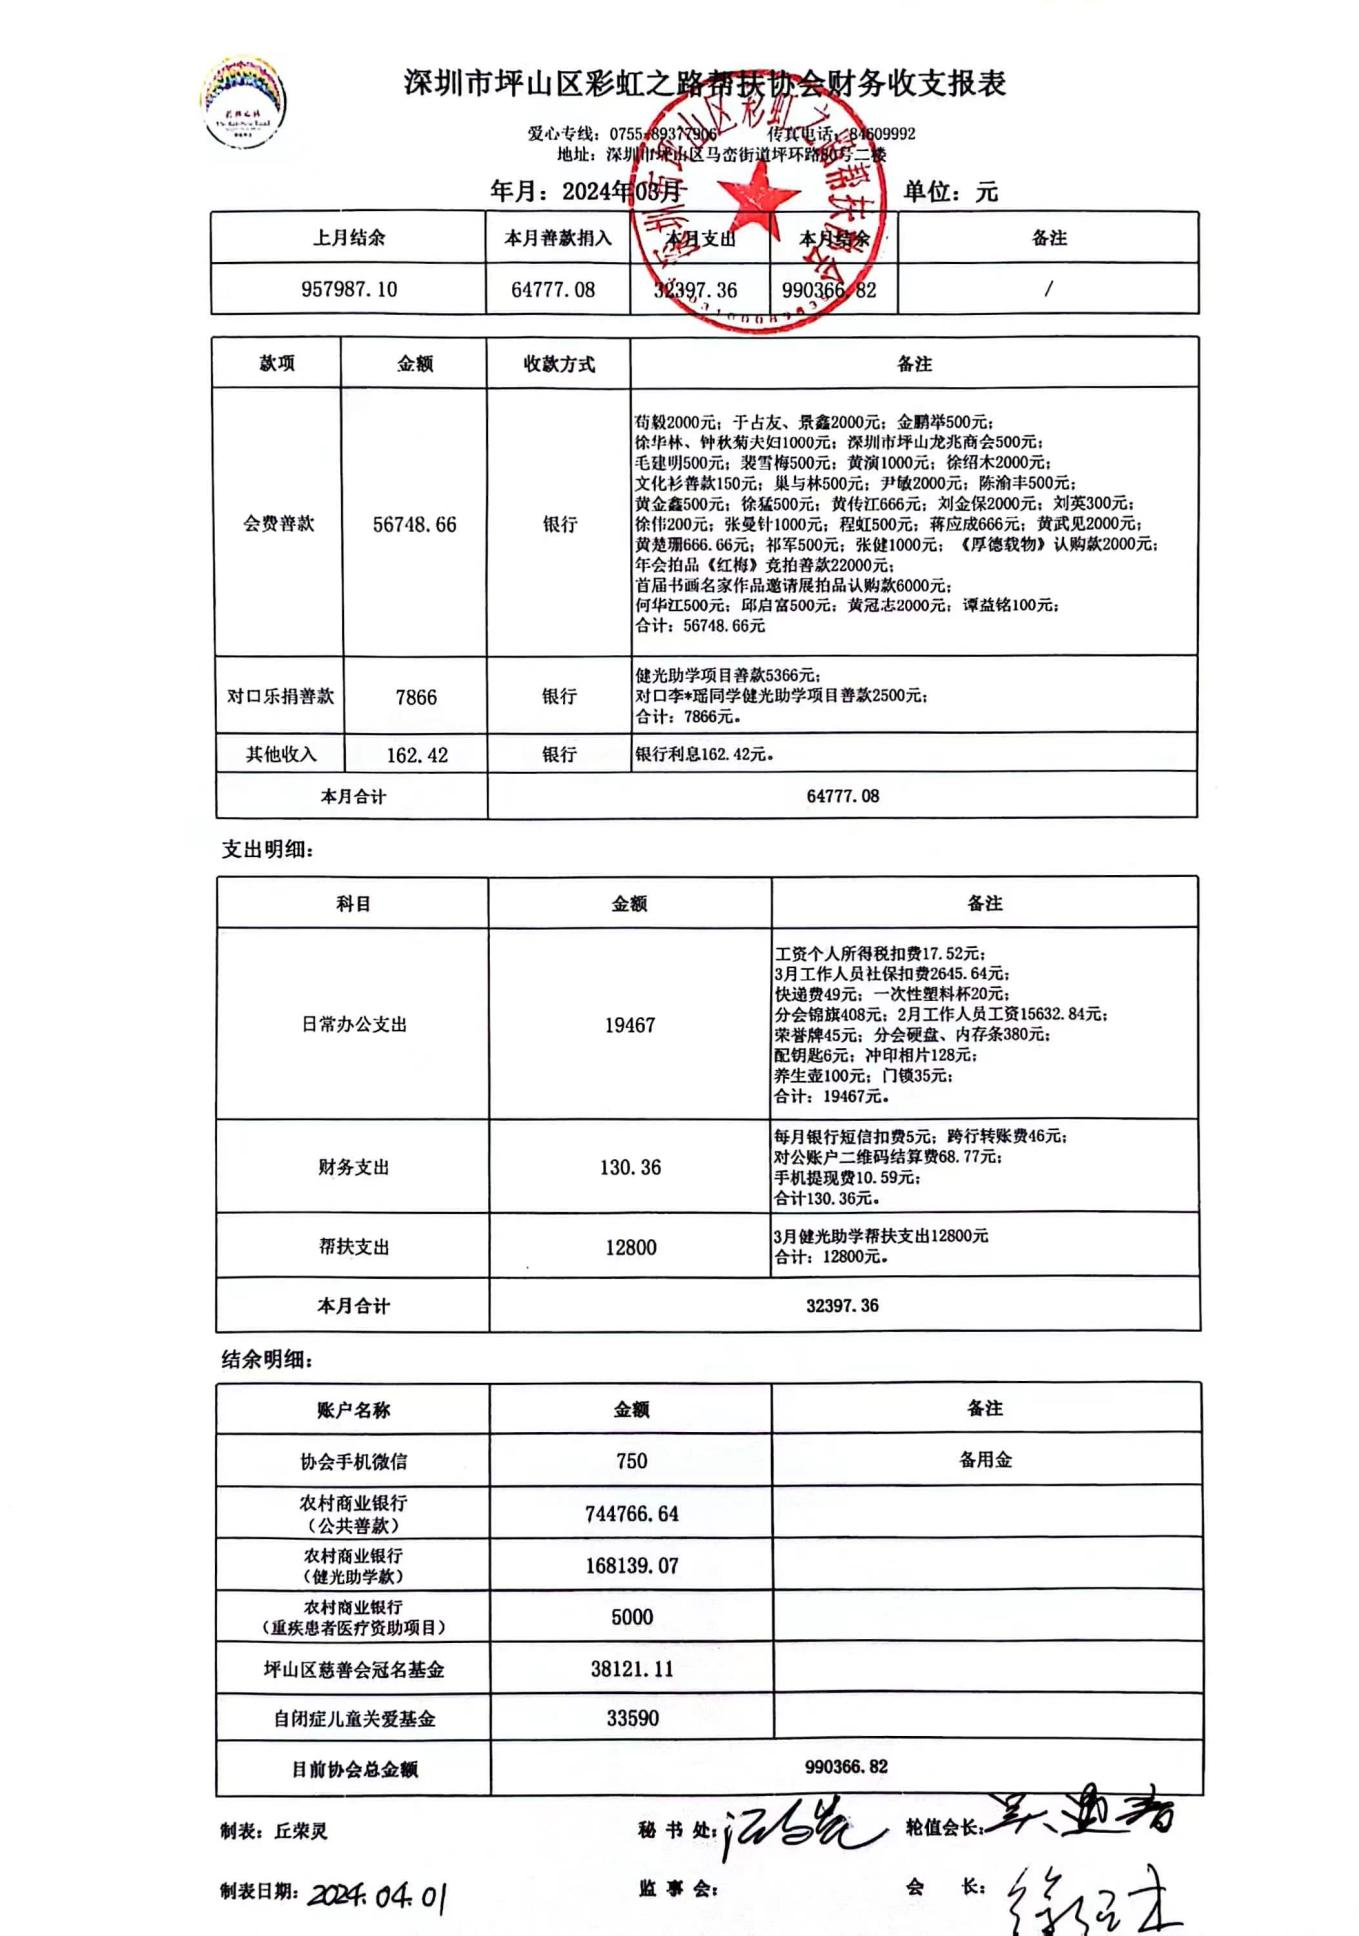 深圳市坪山区彩虹之路帮扶协会财务收支报表
爱心专线：0755-89377906 传真电话：84609992
地址：深圳市坪山区马峦街道坪环路80号二楼
年月：2024年03月 单位：元
上月结余 本月善款捐入 本月支出 本月结余 备注
957987.10 64777.08 32397.36 990366.82 /
款项 金额 收款方式 备注
会费善款 56748.66 银行
苟毅2000元；于占友、景鑫2000元；金鹏举500元；
徐华林、钟秋菊夫妇1000元；深圳市坪山龙兆商会500元；
毛建明500元；裴雪梅500元；黄演1000元；徐绍木2000元；
文化衫善款150元；巢与林500元；尹敏2000元；陈渝丰500元；
黄金鑫500元；徐猛500元；黄传江666元；刘金保2000元；刘英300元；
徐伟200元；张曼针1000元；程虹500元；蒋应成666元；黄武见2000元；
黄楚珊666.66元；祁军500元；张健1000元；《厚德载物》认购款2000元；
年会拍品《红梅》竞拍善款22000元；
首届书画名家作品邀请展拍品认购款6000元；
何华江500元；邱启富500元；黄冠志2000元；谭益铭100元；
合计：56748.66元
对口乐捐善款 7866 银行
健光助学项目善款5366元；
对口李*瑶同学健光助学项目善款2500元；
合计：7866元。
其他收入 162.42 银行 银行利息162.42元。
本月合计 64777.08
支出明细：
科目 金额 备注
日常办公支出 19467
工资个人所得税扣费17.52元；
3月工作人员社保扣费2645.64元；
快递费49元；一次性塑料杯20元；
分会锦旗408元；2月工作人员工资15632.84元；
荣誉牌45元；分会硬盘、内存条380元；
配钥匙6元；冲印相片128元；
养生壶100元；门锁35元；
合计：19467元。
财务支出 130.36
每月银行短信扣费5元；跨行转账费46元；
对公账户二维码结算费68.77元；
手机提现费10.59元；
合计130.36元。
帮扶支出 12800
3月健光助学帮扶支出12800元
合计：12800元。
本月合计 32397.36
结余明细：
账户名称 金额 备注
协会手机微信 750 备用金
农村商业银行
（公共善款） 744766.64
农村商业银行
（健光助学款） 168139.07
农村商业银行
（重疾患者医疗资助项目） 5000
坪山区慈善会冠名基金 38121.11
自闭症儿童关爱基金 33590
目前协会总金额 990366.82
制表：丘荣灵 秘书处： 轮值会长：
制表日期：2024.04.01 监事会： 会长：徐绍木